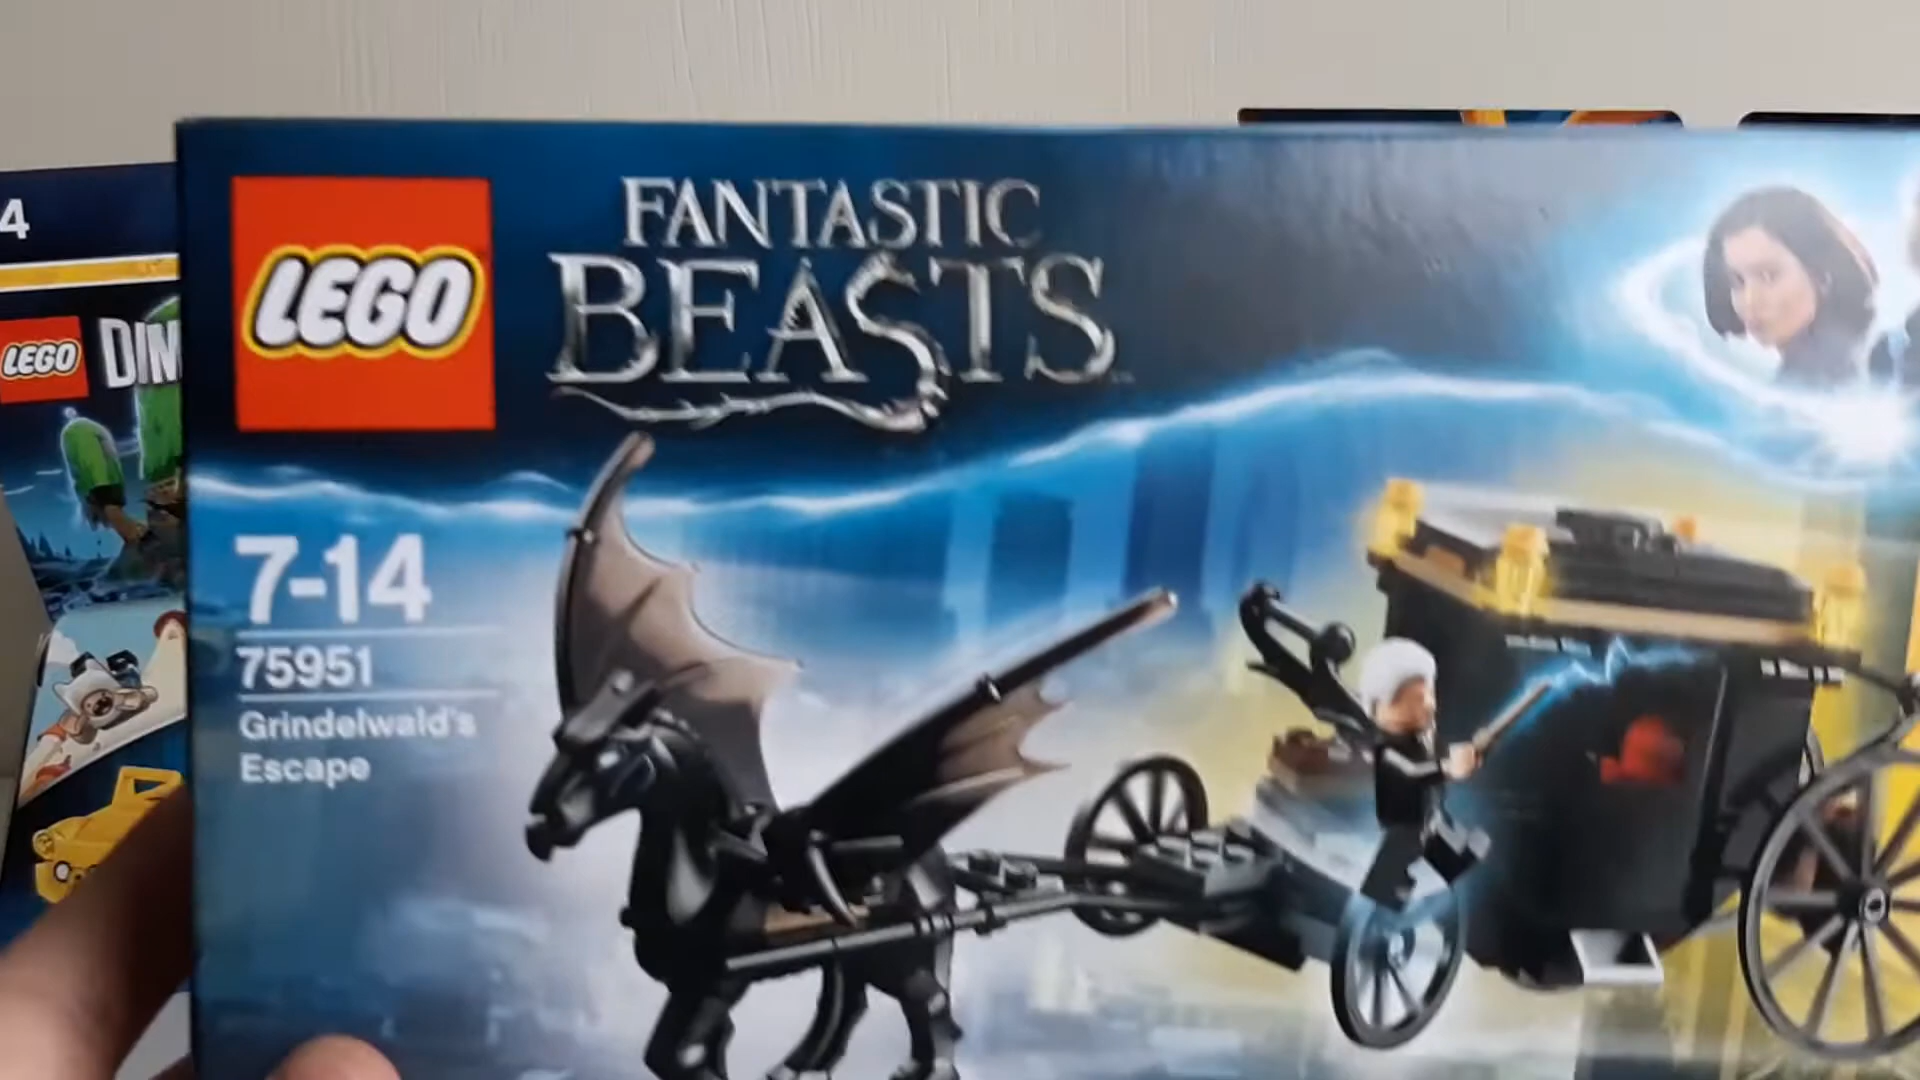 LEGO
FANTASTIC
BEASTS
7-14
75951
Grindelwald's
Escape
4
LEGO DIM